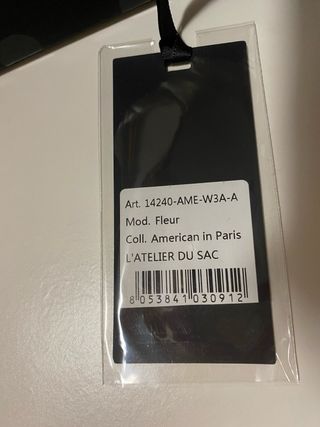 Art. 14240-AME-W3A-A
Mod. Fleur
Coll. American in Paris
L'ATELIER DU SAC
8 053841 030912